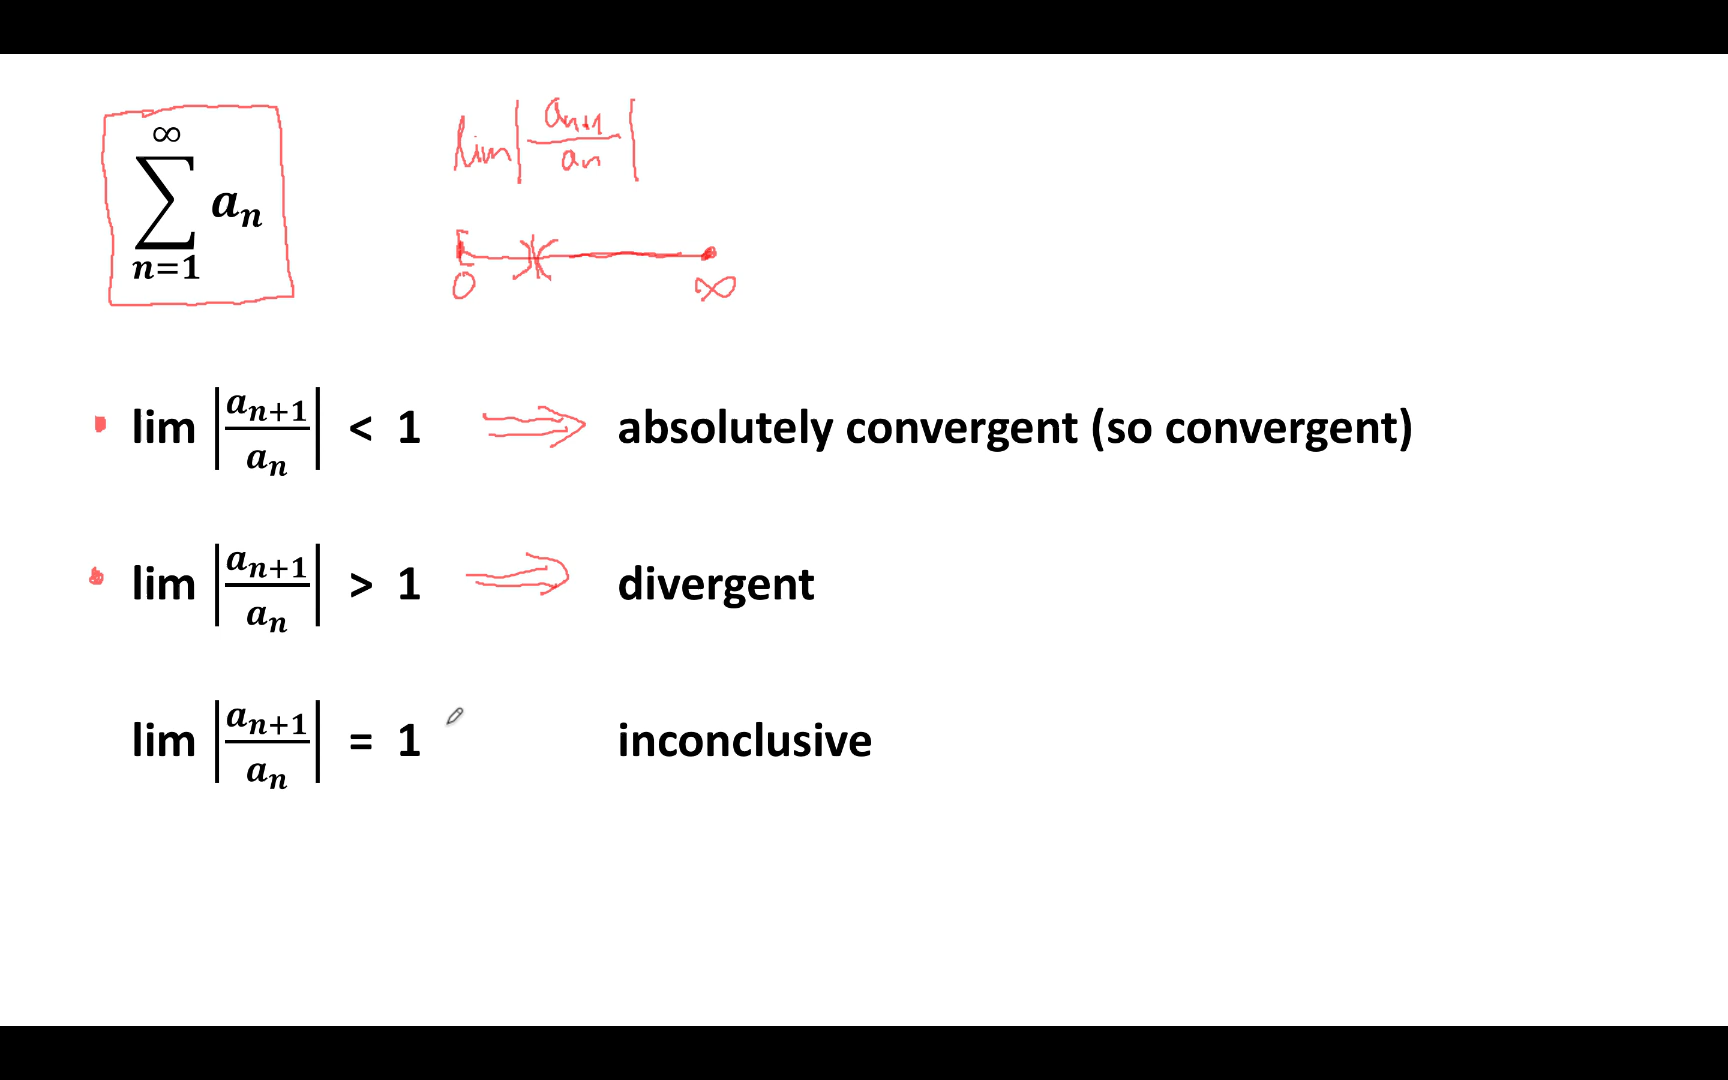 ∞
∑ aₙ
n=1
lim |aₙ₊₁ / aₙ|
0 ∞
lim |aₙ₊₁ / aₙ| < 1 ⟹ absolutely convergent (so convergent)
lim |aₙ₊₁ / aₙ| > 1 ⟹ divergent
lim |aₙ₊₁ / aₙ| = 1 inconclusive